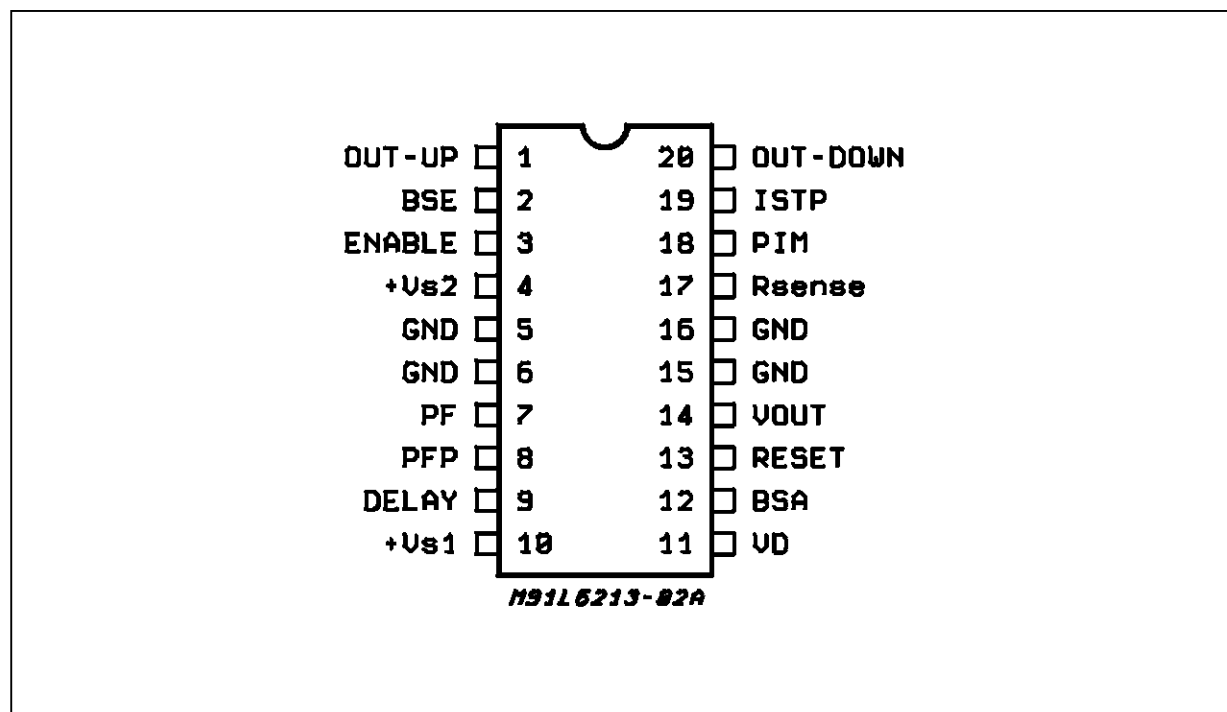 OUT-UP 1 20 OUT-DOWN
BSE 2 19 ISTP
ENABLE 3 18 PIM
+Vs2 4 17 Rsense
GND 5 16 GND
GND 6 15 GND
PF 7 14 VOUT
PFP 8 13 RESET
DELAY 9 12 BSA
+Vs1 10 11 VD
M91L6213-02A